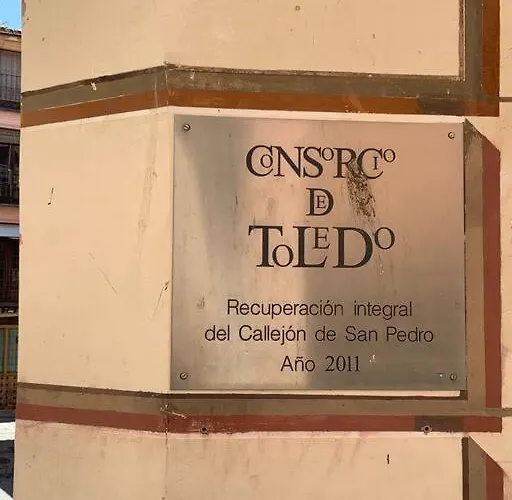 CONSORCIO
DE
TOLEDO
Recuperación integral
del Callejón de San Pedro
Año 2011